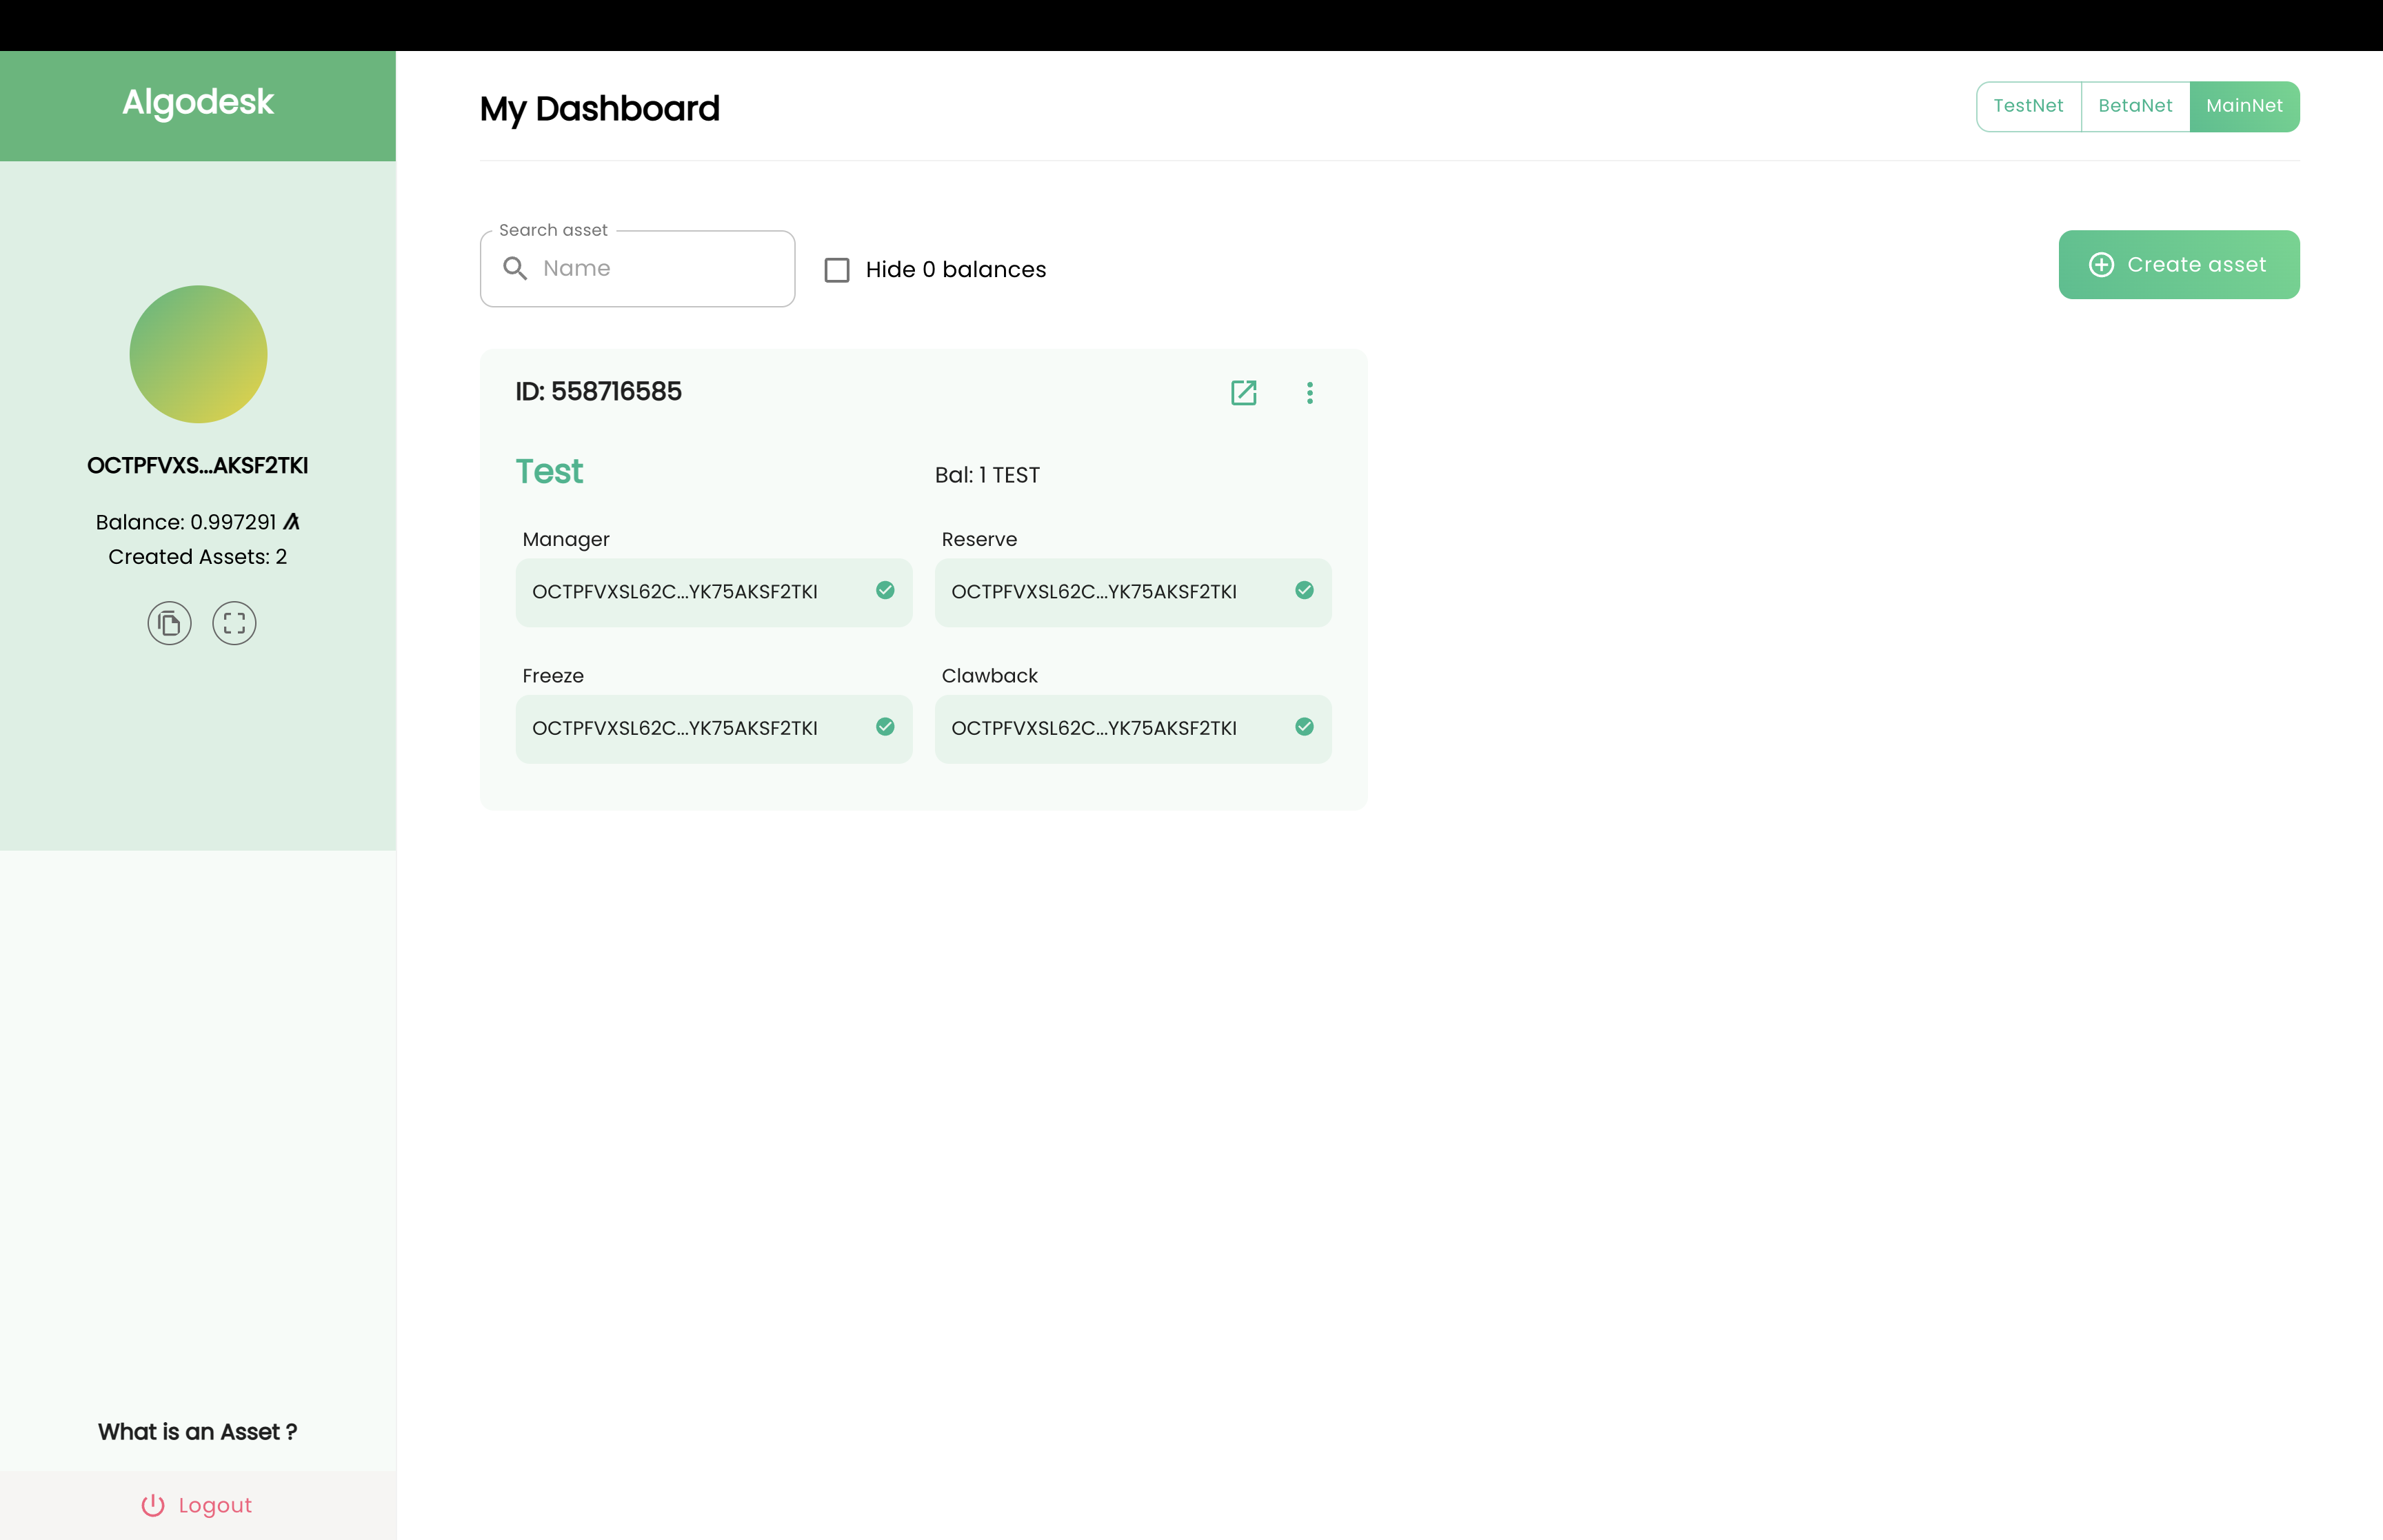 Algodesk
OCTPFVXS...AKSF2TKI
Balance: 0.997291
Created Assets: 2
What is an Asset ?
Logout
My Dashboard
TestNet
BetaNet
MainNet
Search asset
Name
Hide 0 balances
Create asset
ID: 558716585
Test
Bal: 1 TEST
Manager
OCTPFVXSL62C...YK75AKSF2TKI
Reserve
OCTPFVXSL62C...YK75AKSF2TKI
Freeze
OCTPFVXSL62C...YK75AKSF2TKI
Clawback
OCTPFVXSL62C...YK75AKSF2TKI